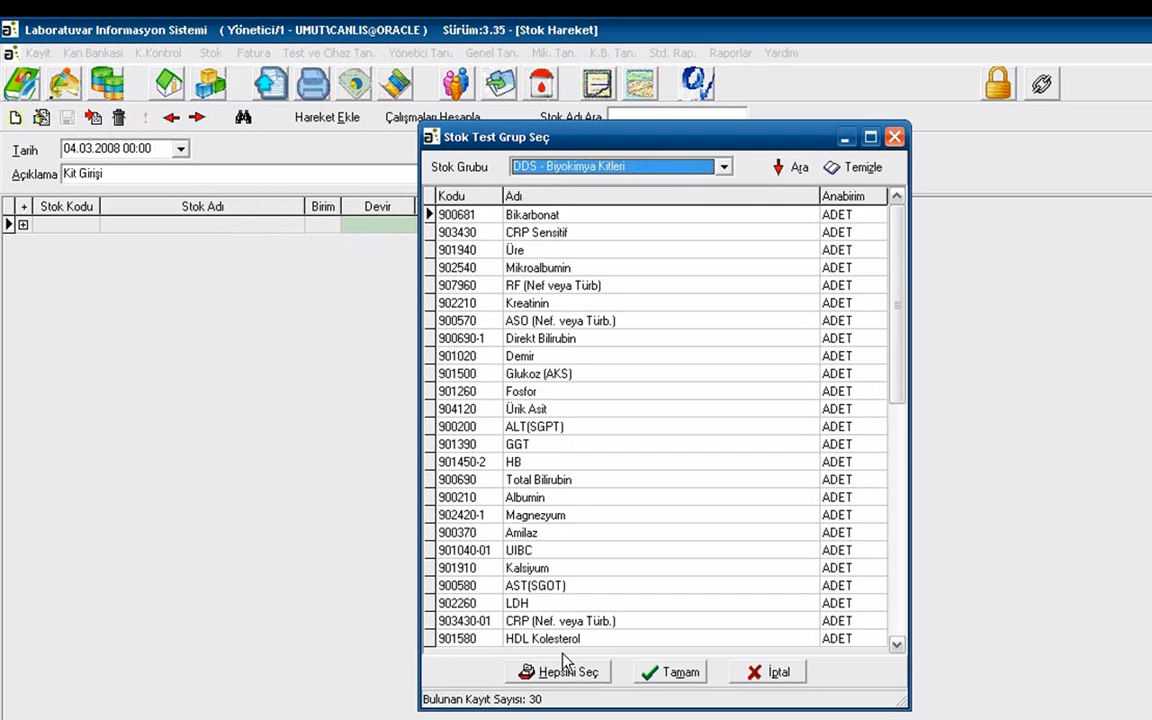 Laboratuvar Informasyon Sistemi ( Yönetici/1 - UMUT\CANLIS@ORACLE ) Sürüm:3.35 - [Stok Hareket]
Kayıt Kan Bankası K.Kontrol Stok Fatura Test ve Cihaz Tan. Yönetici Tan. Genel Tan. Mik. Tan. K.B. Tan. Std. Rap. Raporlar Yardım
Hareket Ekle Çalışmaları Hesapla Stok Adı Ara
Tarih 04.03.2008 00:00
Açıklama Kit Girişi
+ Stok Kodu Stok Adı Birim Devir
Stok Test Grup Seç
Stok Grubu DDS - Biyokimya Kitleri Ara Temizle
Kodu Adı Anabirim
900681 Bikarbonat ADET
903430 CRP Sensitif ADET
901940 Üre ADET
902540 Mikroalbumin ADET
907960 RF (Nef veya Türb) ADET
902210 Kreatinin ADET
900570 ASO (Nef. veya Türb.) ADET
900690-1 Direkt Bilirubin ADET
901020 Demir ADET
901500 Glukoz (AKS) ADET
901260 Fosfor ADET
904120 Ürik Asit ADET
900200 ALT(SGPT) ADET
901390 GGT ADET
901450-2 HB ADET
900690 Total Bilirubin ADET
900210 Albumin ADET
902420-1 Magnezyum ADET
900370 Amilaz ADET
901040-01 UIBC ADET
901910 Kalsiyum ADET
900580 AST(SGOT) ADET
902260 LDH ADET
903430-01 CRP (Nef. veya Türb.) ADET
901580 HDL Kolesterol ADET
Hepsini Seç Tamam İptal
Bulunan Kayıt Sayısı: 30